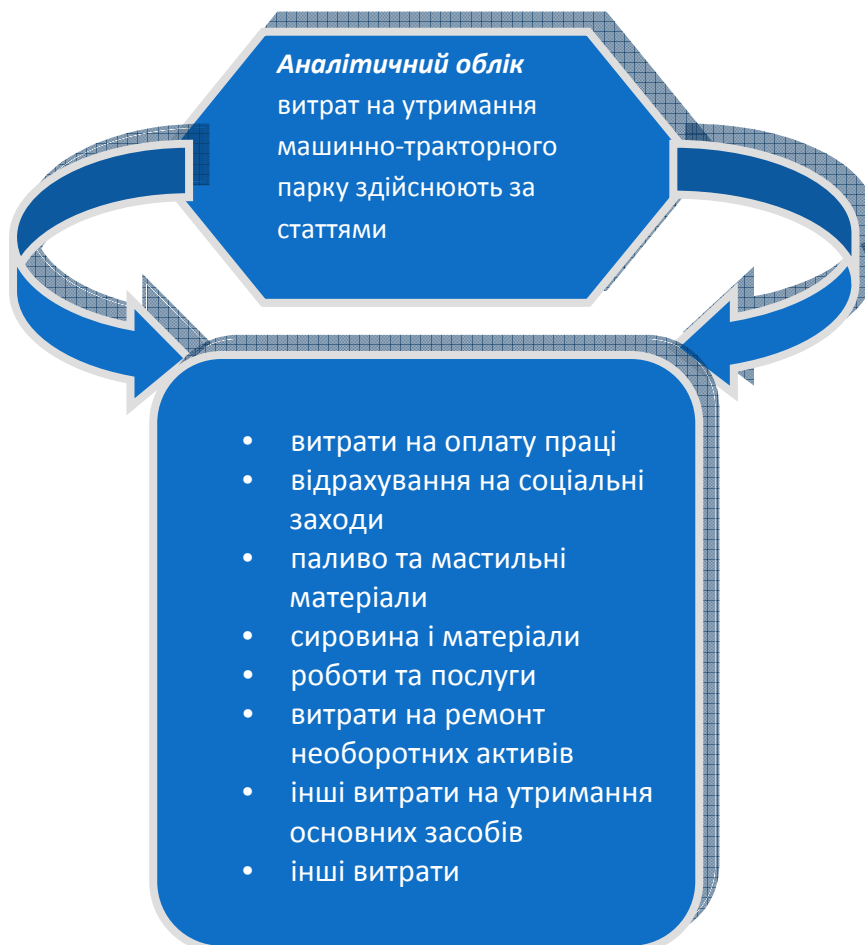 Аналітичний облік
витрат на утримання
машинно-тракторного
парку здійснюють за
статтями
• витрати на оплату праці
• відрахування на соціальні
заходи
• паливо та мастильні
матеріали
• сировина і матеріали
• роботи та послуги
• витрати на ремонт
необоротних активів
• інші витрати на утримання
основних засобів
• інші витрати